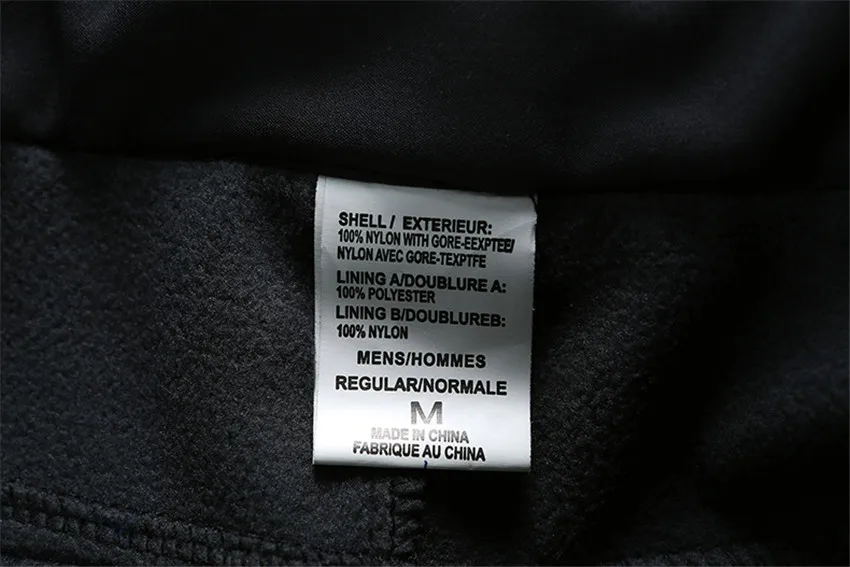 SHELL/ EXTERIEUR:
100% NYLON WITH GORE-EEXPTEE/
NYLON AVEC GORE-TEXPTFE
LINING A/DOUBLURE A:
100% POLYESTER
LINING B/DOUBLUREB:
100% NYLON
MENS/HOMMES
REGULAR/NORMALE
M
MADE IN CHINA
FABRIQUE AU CHINA